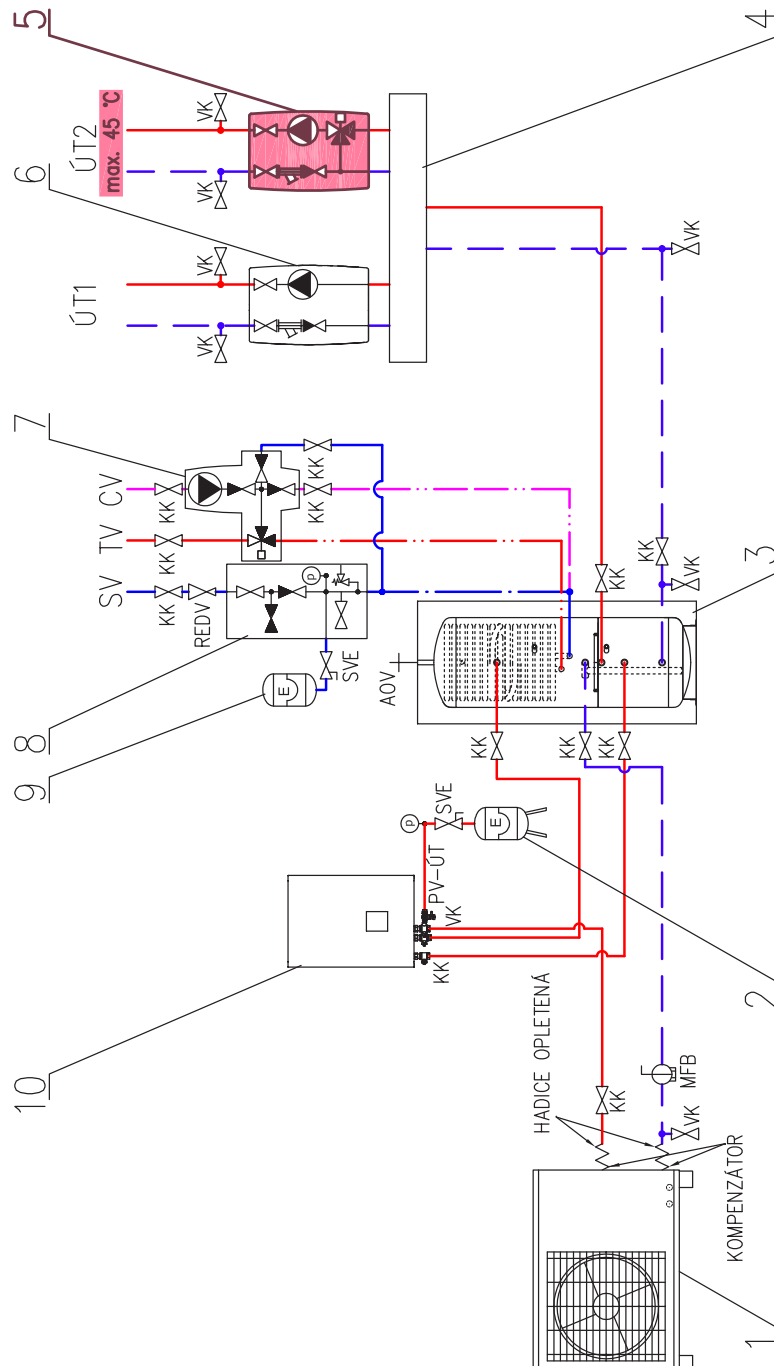 5
ÚT2
max. 45 °C
VK
VK
4
6
ÚT1
VK
VK
VK
7
CV
TV
SV
KK
KK
KK
KK
KK
REDV
p
8
SVE
E
9
KK
KK
VK
3
AOV
KK
KK
KK
p
SVE
E
PV-ÚT
VK
KK
10
2
HADICE OPLETENÁ
KK
MFB
VK
KOMPENZÁTOR
1